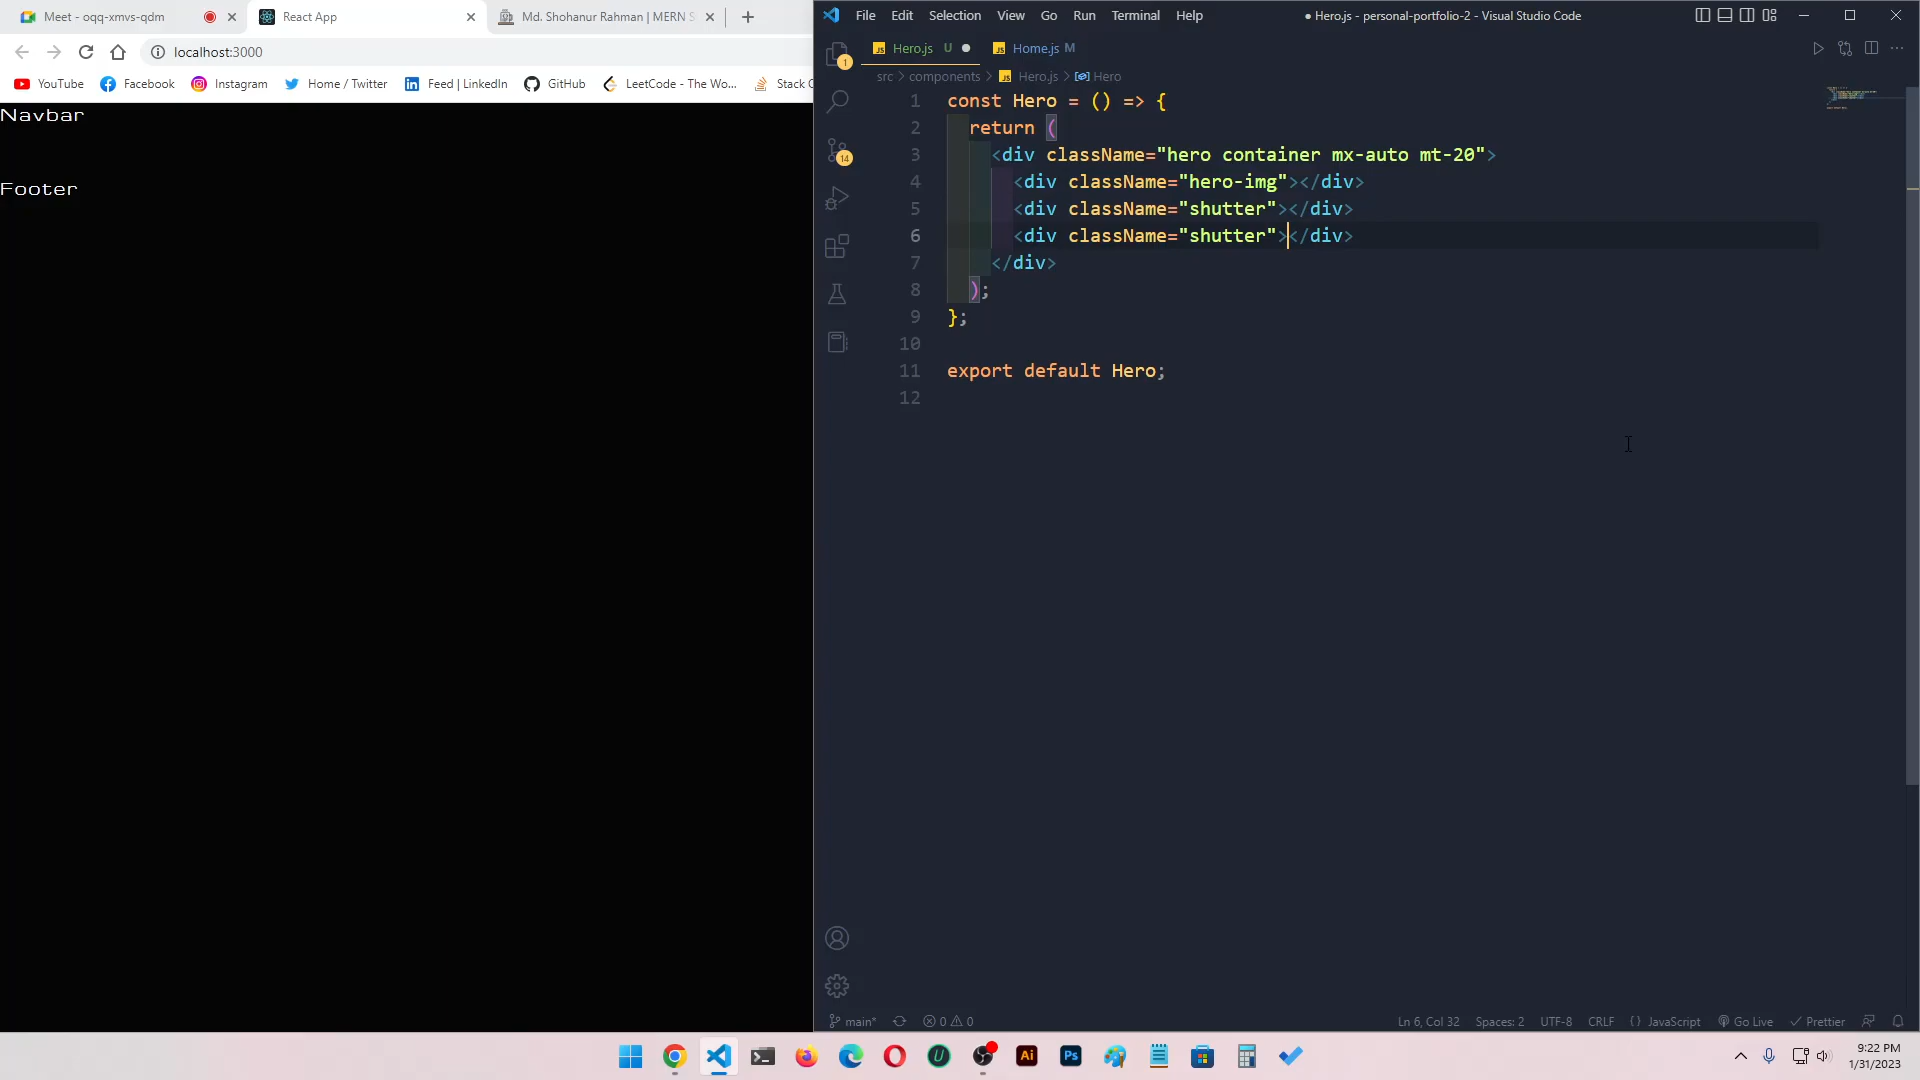 Meet - oqq-xmvs-qdm
React App
Md. Shohanur Rahman | MERN S
localhost:3000
YouTube
Facebook
Instagram
Home / Twitter
Feed | LinkedIn
GitHub
LeetCode - The Wo...
Stack O
Navbar
Footer
File Edit Selection View Go Run Terminal Help
● Hero.js - personal-portfolio-2 - Visual Studio Code
Hero.js U
Home.js M
src > components > Hero.js > Hero
1 const Hero = () => {
2 return (
3 <div className="hero container mx-auto mt-20">
4 <div className="hero-img"></div>
5 <div className="shutter"></div>
6 <div className="shutter"></div>
7 </div>
8 );
9 };
10
11 export default Hero;
12
1
14
main*
0 0
Ln 6, Col 32
Spaces: 2
UTF-8
CRLF
{ } JavaScript
Go Live
Prettier
Ai
Ps
9:22 PM
1/31/2023